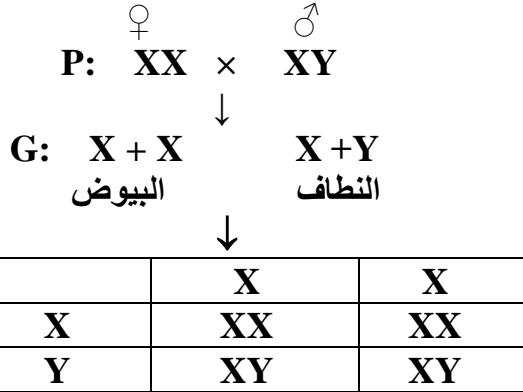 ♀ ♂
P: XX × XY
↓
G: X + X X +Y
البيوض النطاف
↓
X X
X XX XX
Y XY XY